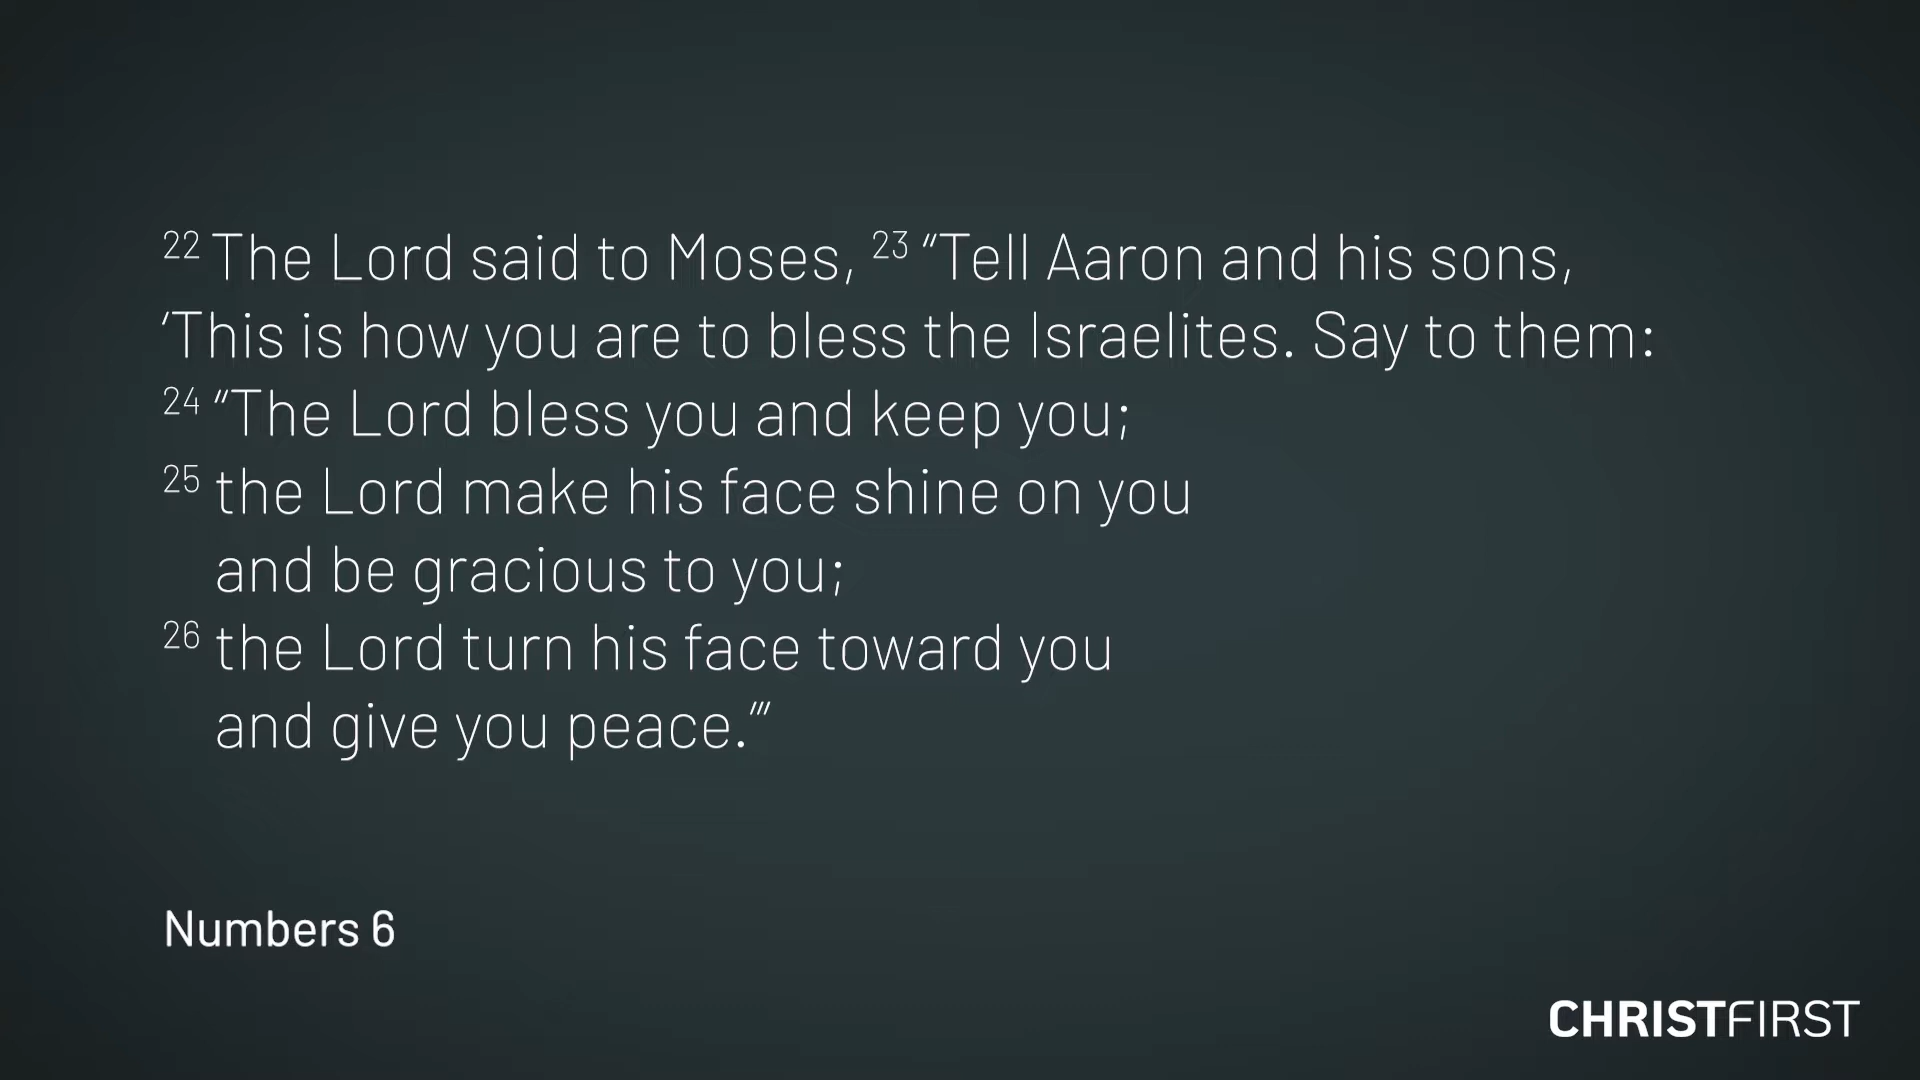 22 The Lord said to Moses, 23 “Tell Aaron and his sons,
‘This is how you are to bless the Israelites. Say to them:
24 “The Lord bless you and keep you;
25 the Lord make his face shine on you
and be gracious to you;
26 the Lord turn his face toward you
and give you peace.”’”
Numbers 6
CHRISTFIRST